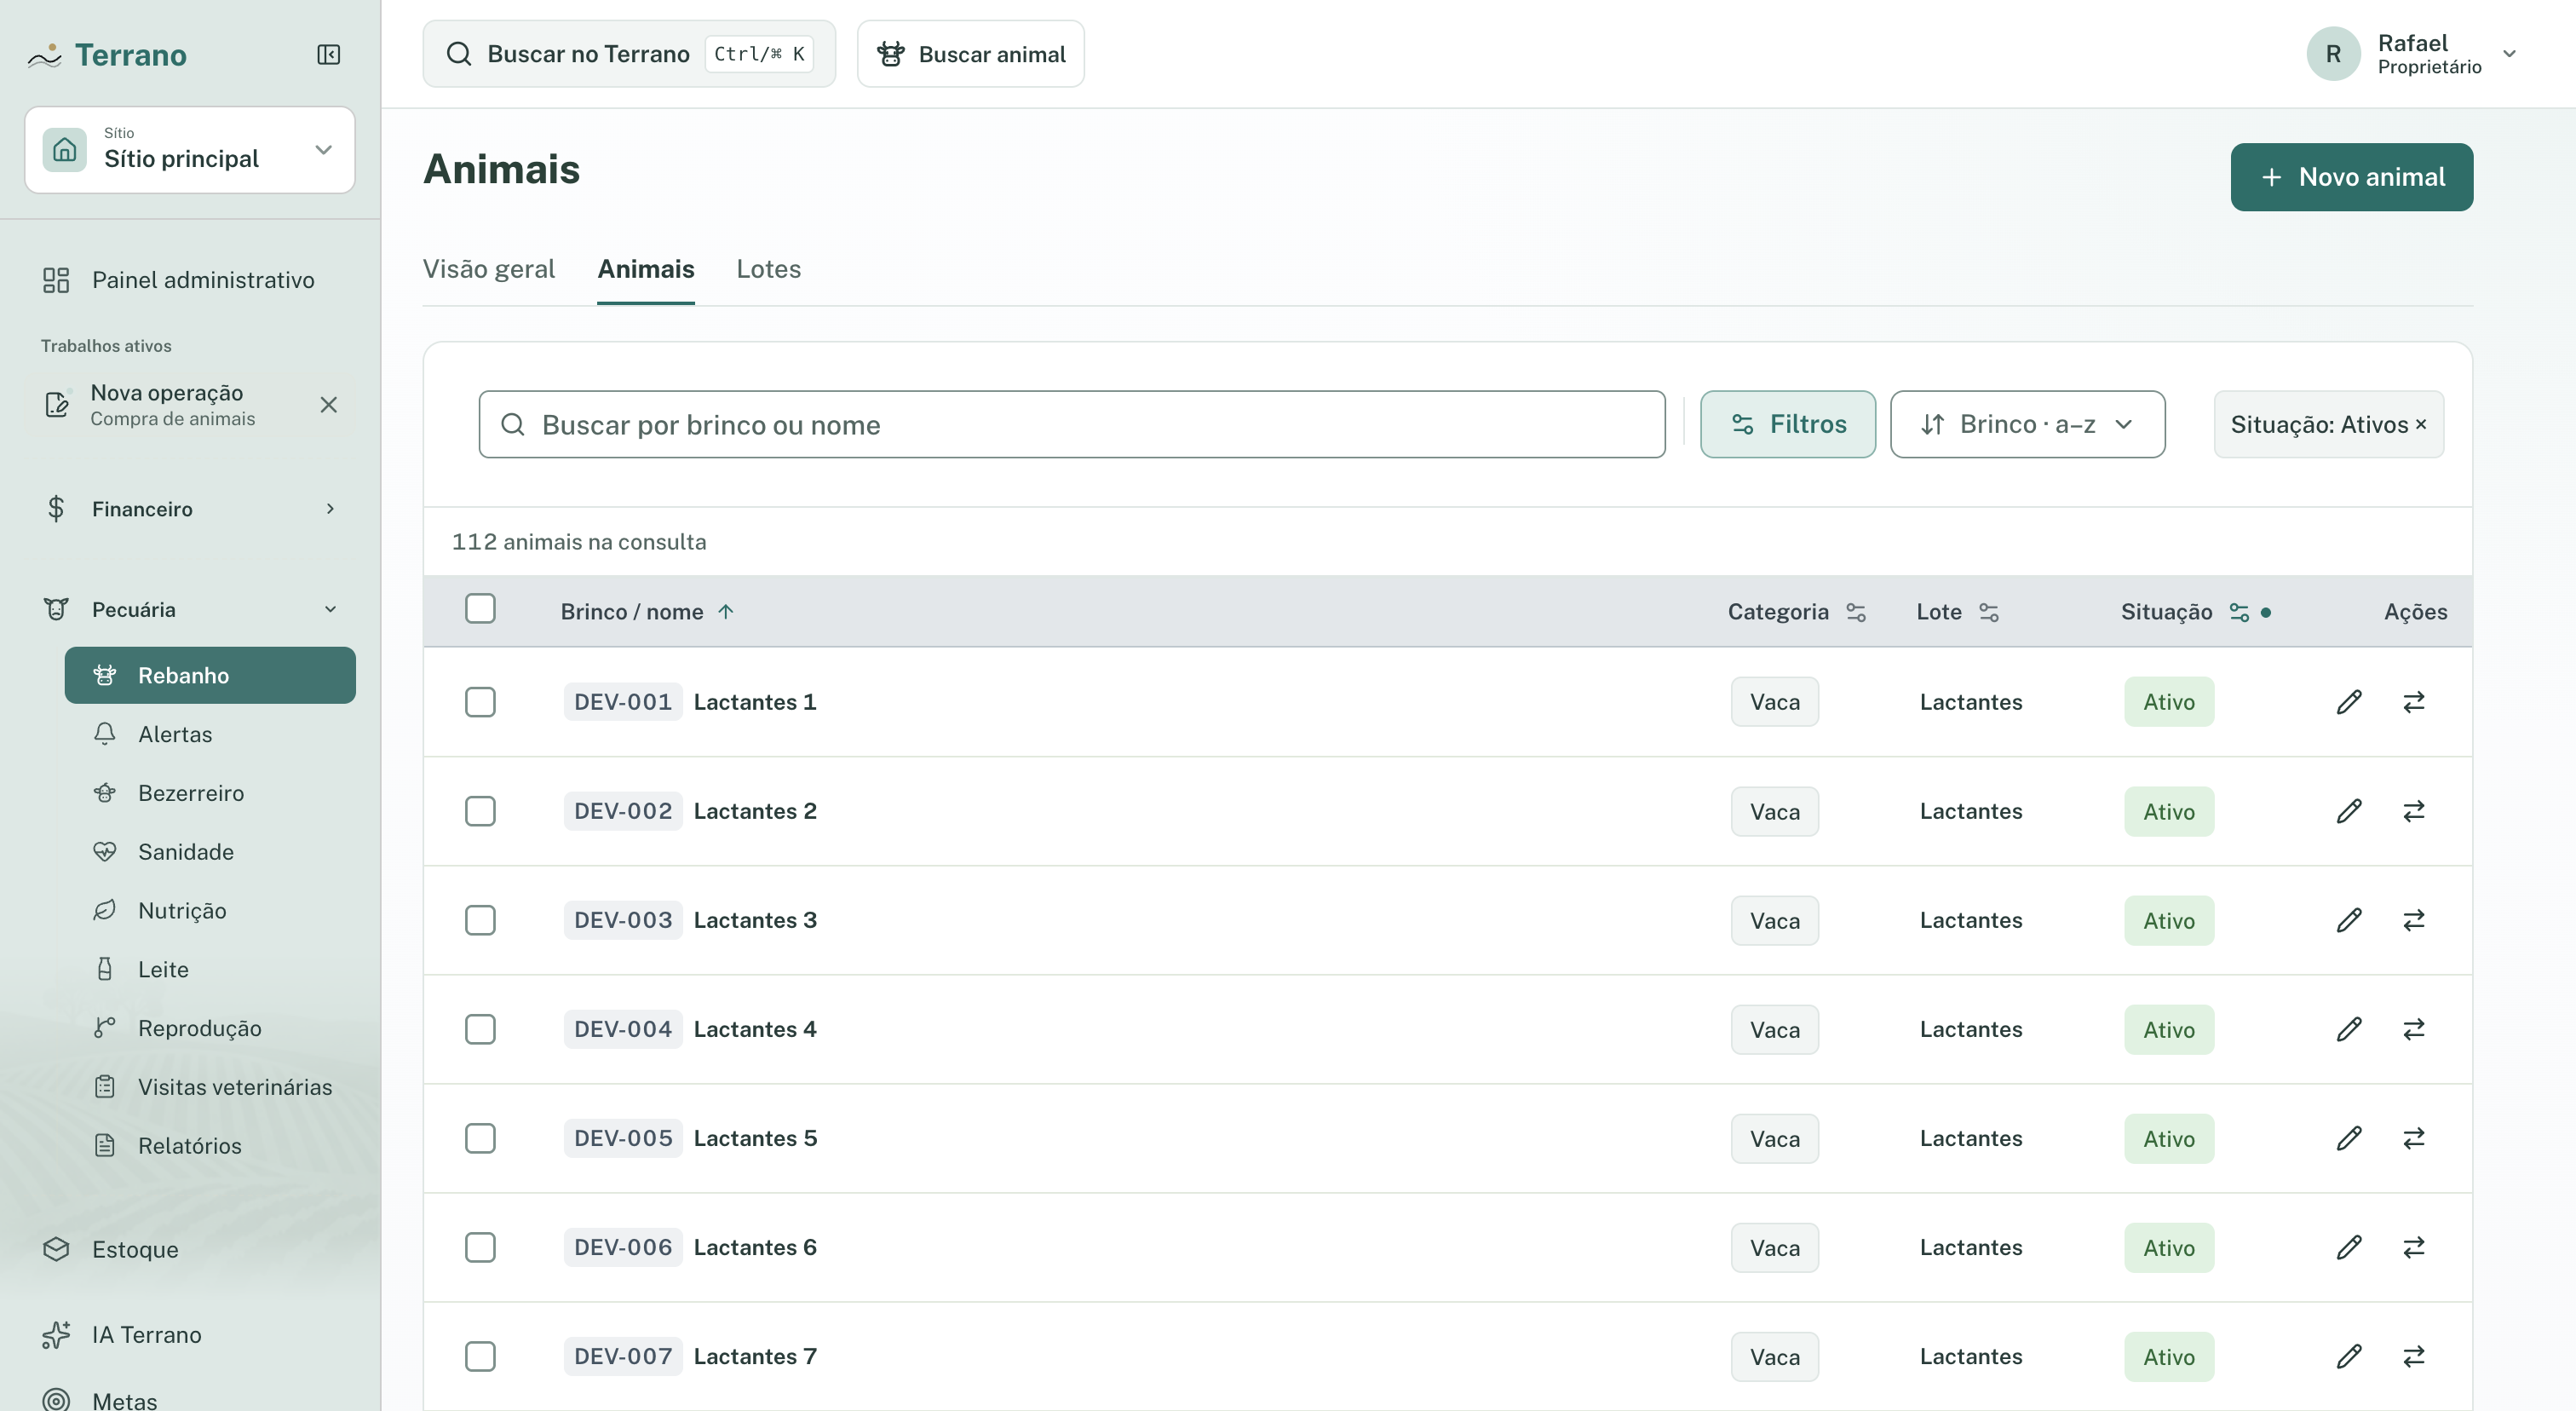 Terrano
Sítio
Sítio principal
Painel administrativo
Trabalhos ativos
Nova operação
Compra de animais
Financeiro
Pecuária
Rebanho
Alertas
Bezerreiro
Sanidade
Nutrição
Leite
Reprodução
Visitas veterinárias
Relatórios
Estoque
IA Terrano
Metas
Buscar no Terrano Ctrl/⌘ K
Buscar animal
R
Rafael
Proprietário
Animais
+ Novo animal
Visão geral Animais Lotes
Buscar por brinco ou nome
Filtros
Brinco · a–z
Situação: Ativos ×
112 animais na consulta
Brinco / nome ↑ Categoria Lote Situação Ações
DEV-001 Lactantes 1 Vaca Lactantes Ativo
DEV-002 Lactantes 2 Vaca Lactantes Ativo
DEV-003 Lactantes 3 Vaca Lactantes Ativo
DEV-004 Lactantes 4 Vaca Lactantes Ativo
DEV-005 Lactantes 5 Vaca Lactantes Ativo
DEV-006 Lactantes 6 Vaca Lactantes Ativo
DEV-007 Lactantes 7 Vaca Lactantes Ativo